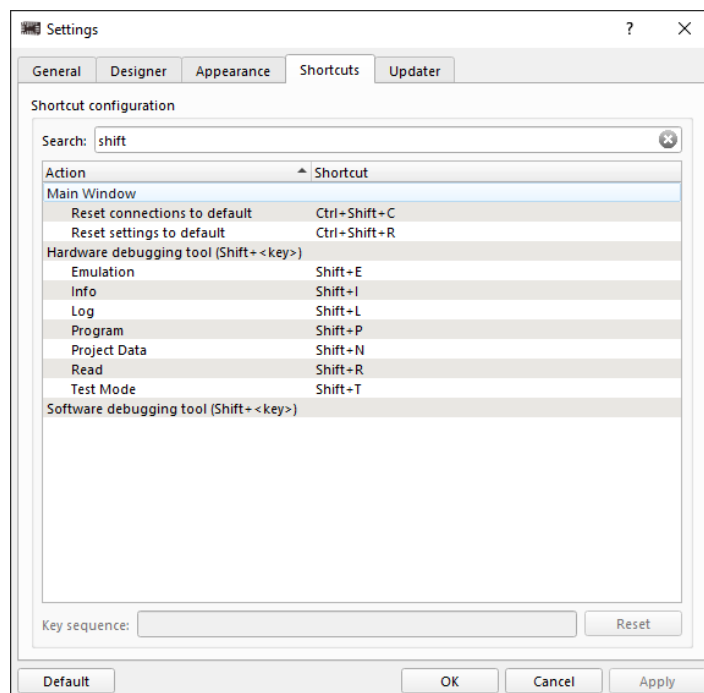 Settings
General Designer Appearance Shortcuts Updater
Shortcut configuration
Search: shift
Action Shortcut
Main Window
Reset connections to default Ctrl+Shift+C
Reset settings to default Ctrl+Shift+R
Hardware debugging tool (Shift+<key>)
Emulation Shift+E
Info Shift+I
Log Shift+L
Program Shift+P
Project Data Shift+N
Read Shift+R
Test Mode Shift+T
Software debugging tool (Shift+<key>)
Key sequence: Reset
Default OK Cancel Apply